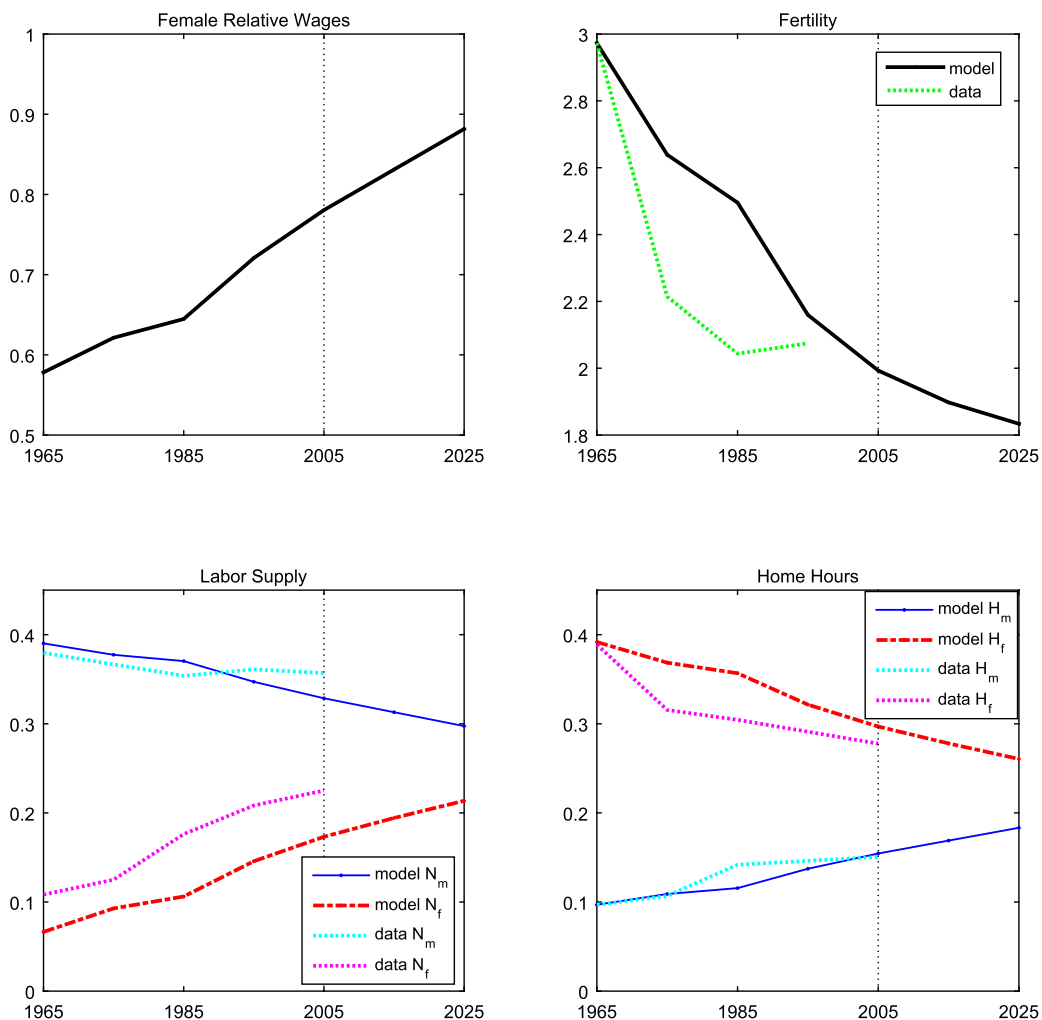 Female Relative Wages
1
0.9
0.8
0.7
0.6
0.5
1965 1985 2005 2025
Fertility
3
2.8
2.6
2.4
2.2
2
1.8
1965 1985 2005 2025
model
data
Labor Supply
0.4
0.3
0.2
0.1
0
1965 1985 2005 2025
model N_m
model N_f
data N_m
data N_f
Home Hours
0.4
0.3
0.2
0.1
0
1965 1985 2005 2025
model H_m
model H_f
data H_m
data H_f